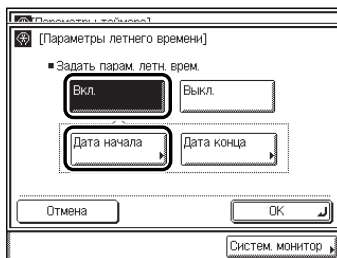 [Параметры летнего времени]
Задать парам. летн. врем.
Вкл. Выкл.
Дата начала Дата конца
Отмена OK
Систем. монитор